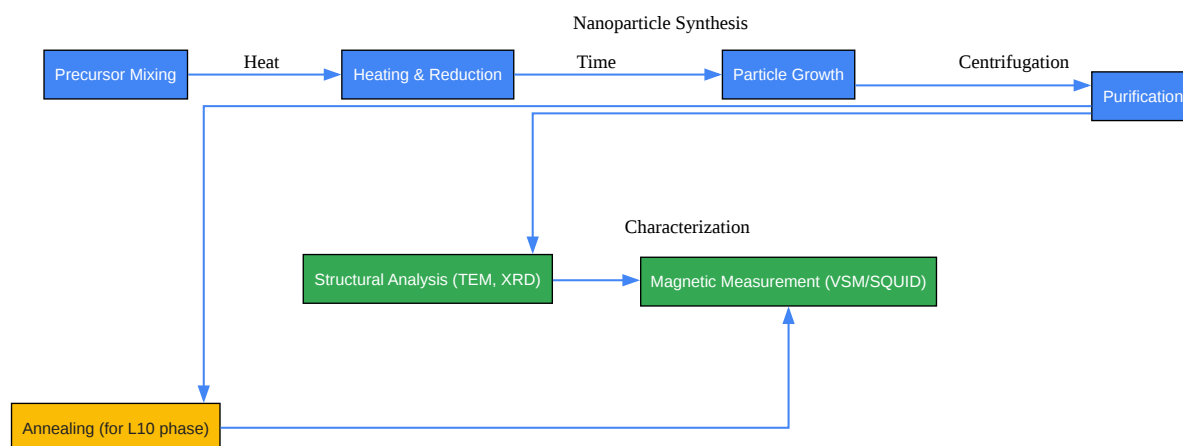 Nanoparticle Synthesis
Precursor Mixing
Heat
Heating & Reduction
Time
Particle Growth
Centrifugation
Purification
Characterization
Structural Analysis (TEM, XRD)
Magnetic Measurement (VSM/SQUID)
Annealing (for L10 phase)